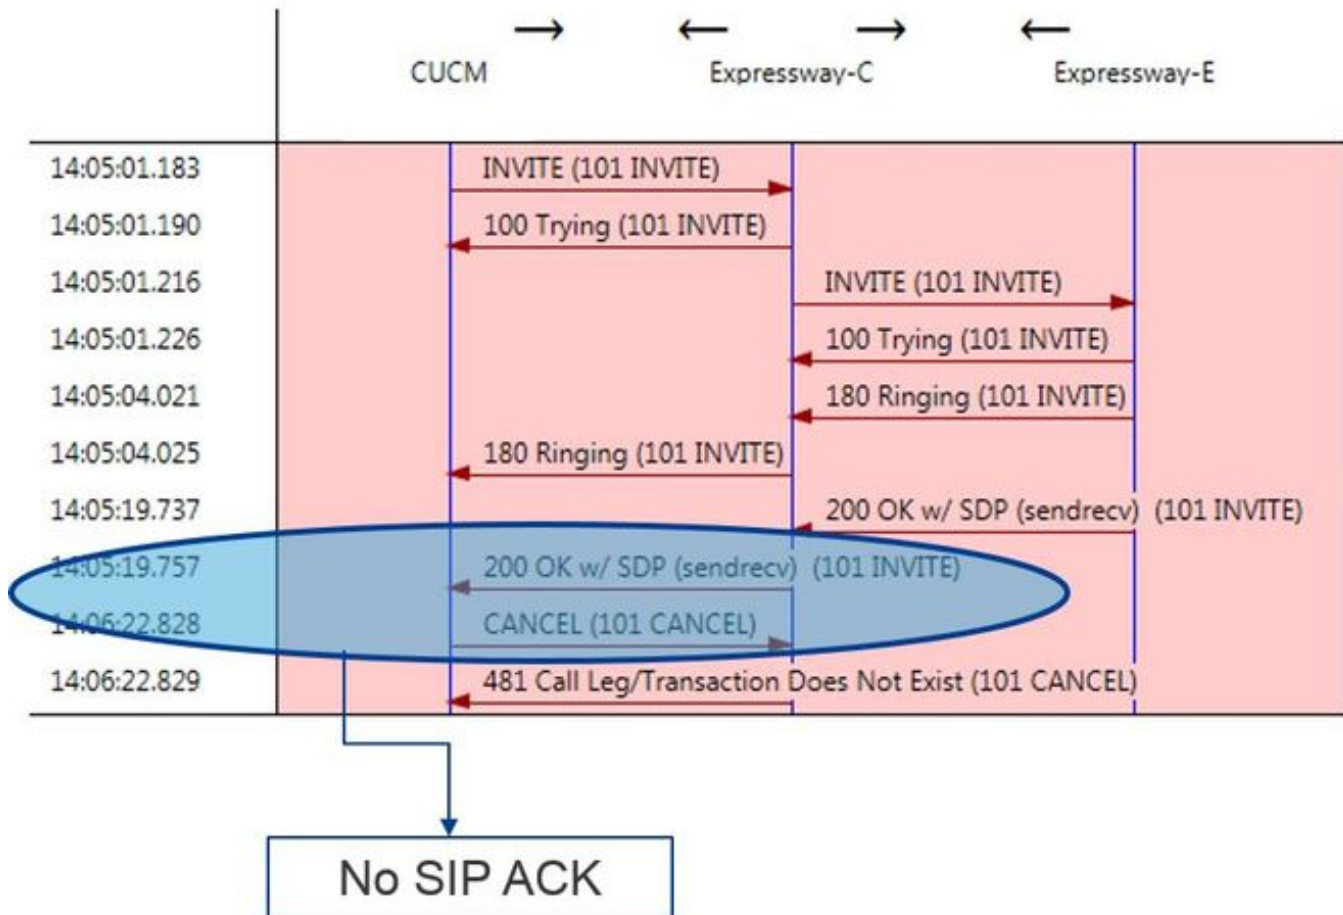 → ← → ←
CUCM Expressway-C Expressway-E
14:05:01.183 INVITE (101 INVITE)
14:05:01.190 100 Trying (101 INVITE)
14:05:01.216 INVITE (101 INVITE)
14:05:01.226 100 Trying (101 INVITE)
14:05:04.021 180 Ringing (101 INVITE)
14:05:04.025 180 Ringing (101 INVITE)
14:05:19.737 200 OK w/ SDP (sendrecv) (101 INVITE)
14:05:19.757 200 OK w/ SDP (sendrecv) (101 INVITE)
14:06:22.828 CANCEL (101 CANCEL)
14:06:22.829 481 Call Leg/Transaction Does Not Exist (101 CANCEL)
No SIP ACK